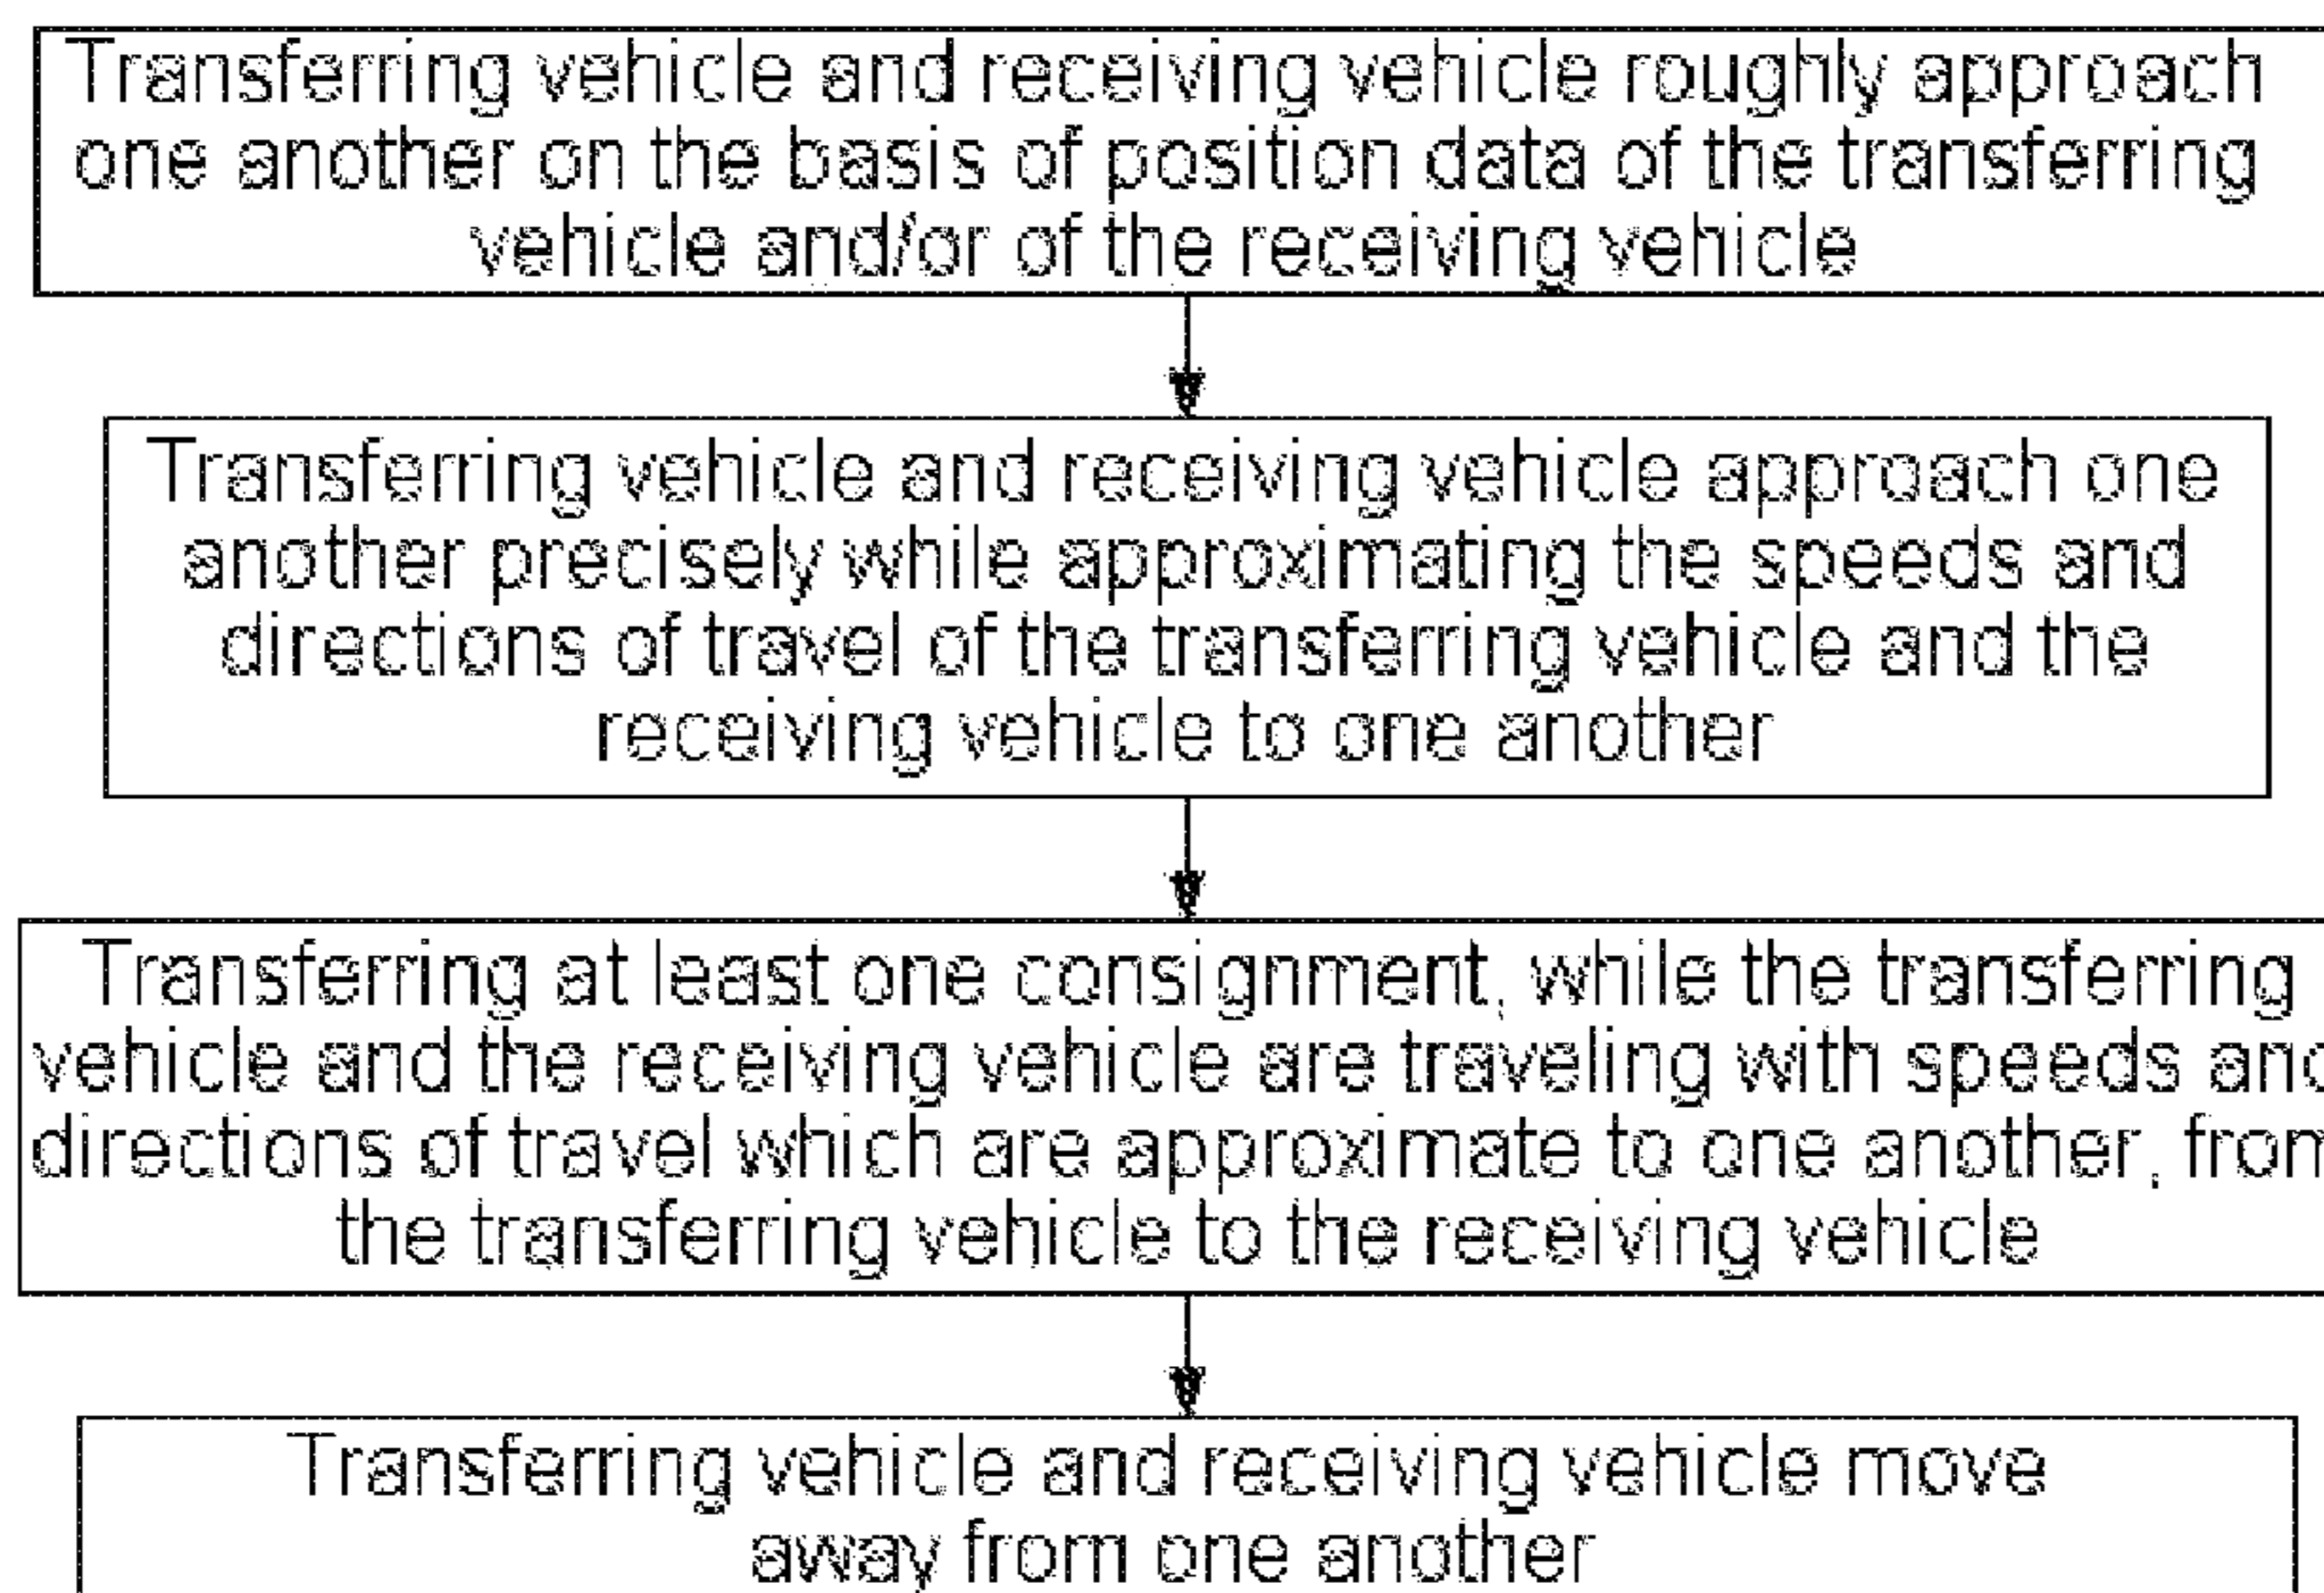 Transferring vehicle and receiving vehicle roughly approach
one another on the basis of position data of the transferring
vehicle and/or of the receiving vehicle
Transferring vehicle and receiving vehicle approach one
another precisely while approximating the speeds and
directions of travel of the transferring vehicle and the
receiving vehicle to one another
Transferring at least one consignment, while the transferring
vehicle and the receiving vehicle are traveling with speeds and
directions of travel which are approximate to one another, from
the transferring vehicle to the receiving vehicle
Transferring vehicle and receiving vehicle move
away from one another